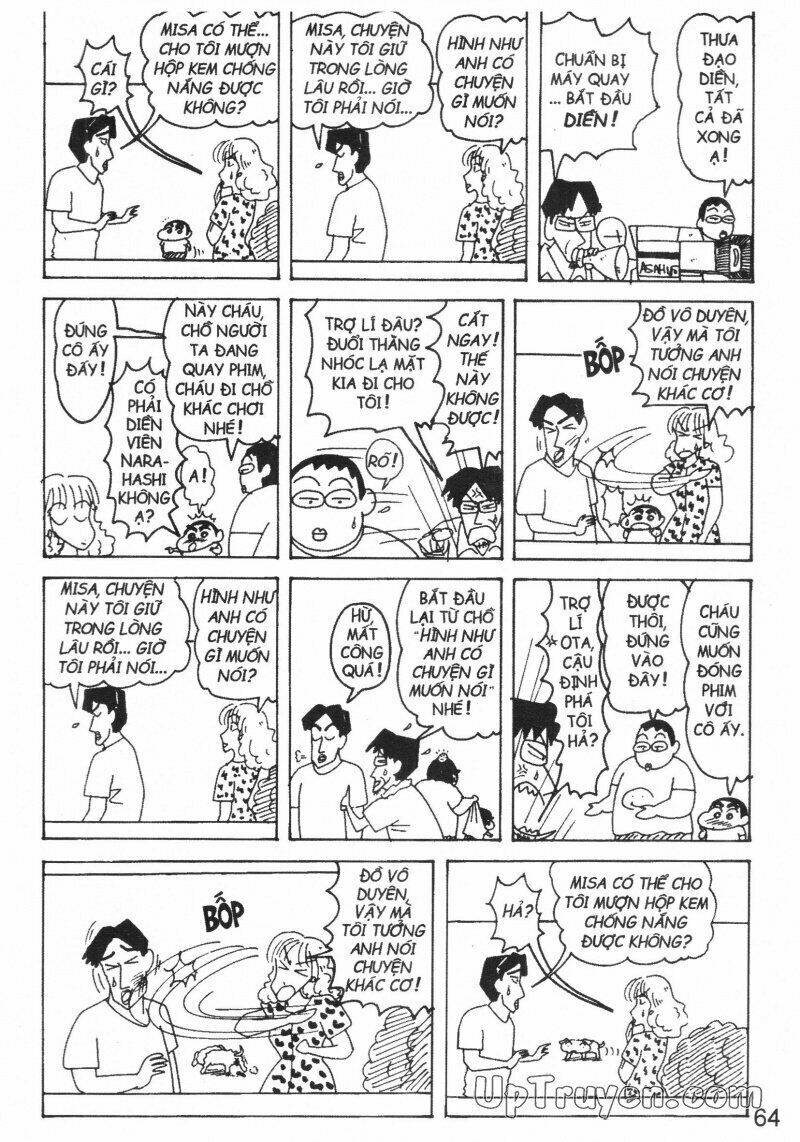 THƯA
ĐẠO
DIỄN,
TẤT
CẢ ĐÃ
XONG
Ạ!
CHUẨN BỊ
MÁY QUAY
... BẮT ĐẦU
DIỄN!
ASAHI
HÌNH NHƯ
ANH CÓ
CHUYỆN
GÌ MUỐN
NÓI?
MISA, CHUYỆN
NÀY TÔI GIỮ
TRONG LÒNG
LÂU RỒI... GIỜ
TÔI PHẢI NÓI...
MISA CÓ THỂ...
CHO TÔI MƯỢN
HỘP KEM CHỐNG
NẮNG ĐƯỢC
KHÔNG?
CÁI
GÌ?
ĐỒ VÔ DUYÊN,
VẬY MÀ TÔI
TƯỞNG ANH
NÓI CHUYỆN
KHÁC CƠ!
BỐP
CẮT
NGAY!
THẾ
NÀY
KHÔNG
ĐƯỢC!
TRỢ LÍ ĐÂU?
ĐUỔI THẰNG
NHÓC LẠ MẶT
KIA ĐI CHO
TÔI!
RÕ!
NÀY CHÁU,
CHỖ NGƯỜI
TA ĐANG
QUAY PHIM,
CHÁU ĐI CHỖ
KHÁC CHƠI
NHÉ!
A!
CÓ
PHẢI
DIỄN
VIÊN
NARA-
HASHI
KHÔNG
Ạ?
ĐÚNG
CÔ ẤY
ĐẤY!
CHÁU
CŨNG
MUỐN
ĐÓNG
PHIM
VỚI
CÔ ẤY.
ĐƯỢC
THÔI,
ĐỨNG
VÀO
ĐÂY!
TRỢ
LÍ
OTA,
CẬU
ĐỊNH
PHÁ
TÔI
HẢ?
BẮT ĐẦU
LẠI TỪ CHỖ
"HÌNH NHƯ
ANH CÓ
CHUYỆN GÌ
MUỐN NÓI"
NHÉ!
HỪ,
MẤT
CÔNG
QUÁ!
HÌNH NHƯ
ANH CÓ
CHUYỆN
GÌ MUỐN
NÓI?
MISA, CHUYỆN
NÀY TÔI GIỮ
TRONG LÒNG
LÂU RỒI... GIỜ
TÔI PHẢI NÓI...
MISA CÓ THỂ CHO
TÔI MƯỢN HỘP KEM
CHỐNG NẮNG
ĐƯỢC KHÔNG?
HẢ?
ĐỒ VÔ
DUYÊN,
VẬY MÀ
TÔI TƯỞNG
ANH NÓI
CHUYỆN
KHÁC CƠ!
BỐP
UpTruyen.com
64